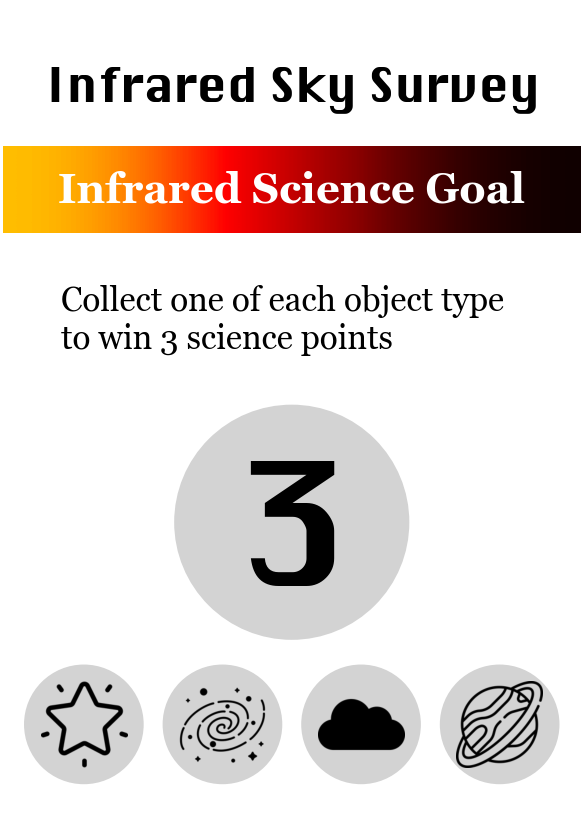 Infrared Sky Survey
Infrared Science Goal
Collect one of each object type
to win 3 science points
3